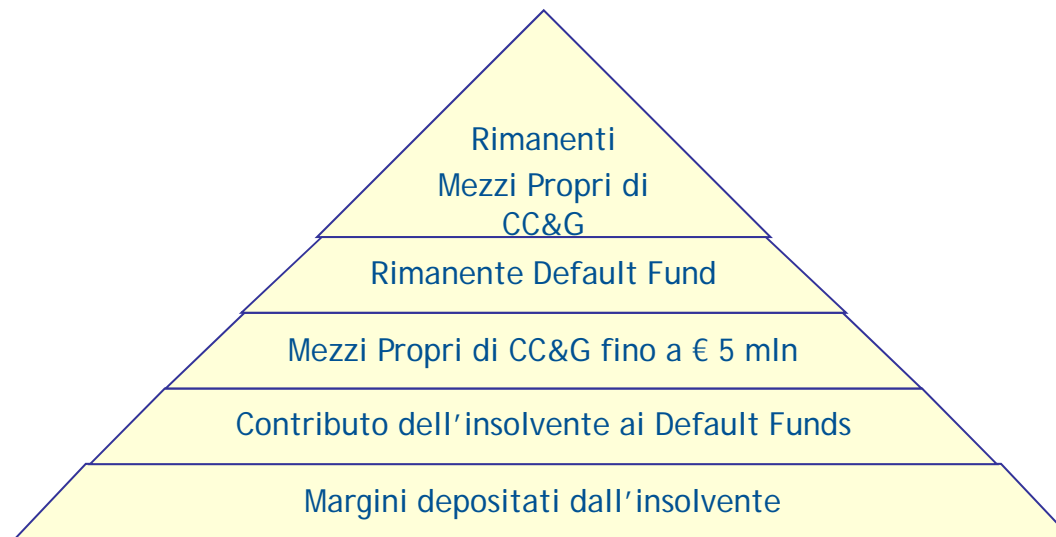 Rimanenti
Mezzi Propri di
CC&G
Rimanente Default Fund
Mezzi Propri di CC&G fino a € 5 mln
Contributo dell’insolvente ai Default Funds
Margini depositati dall’insolvente